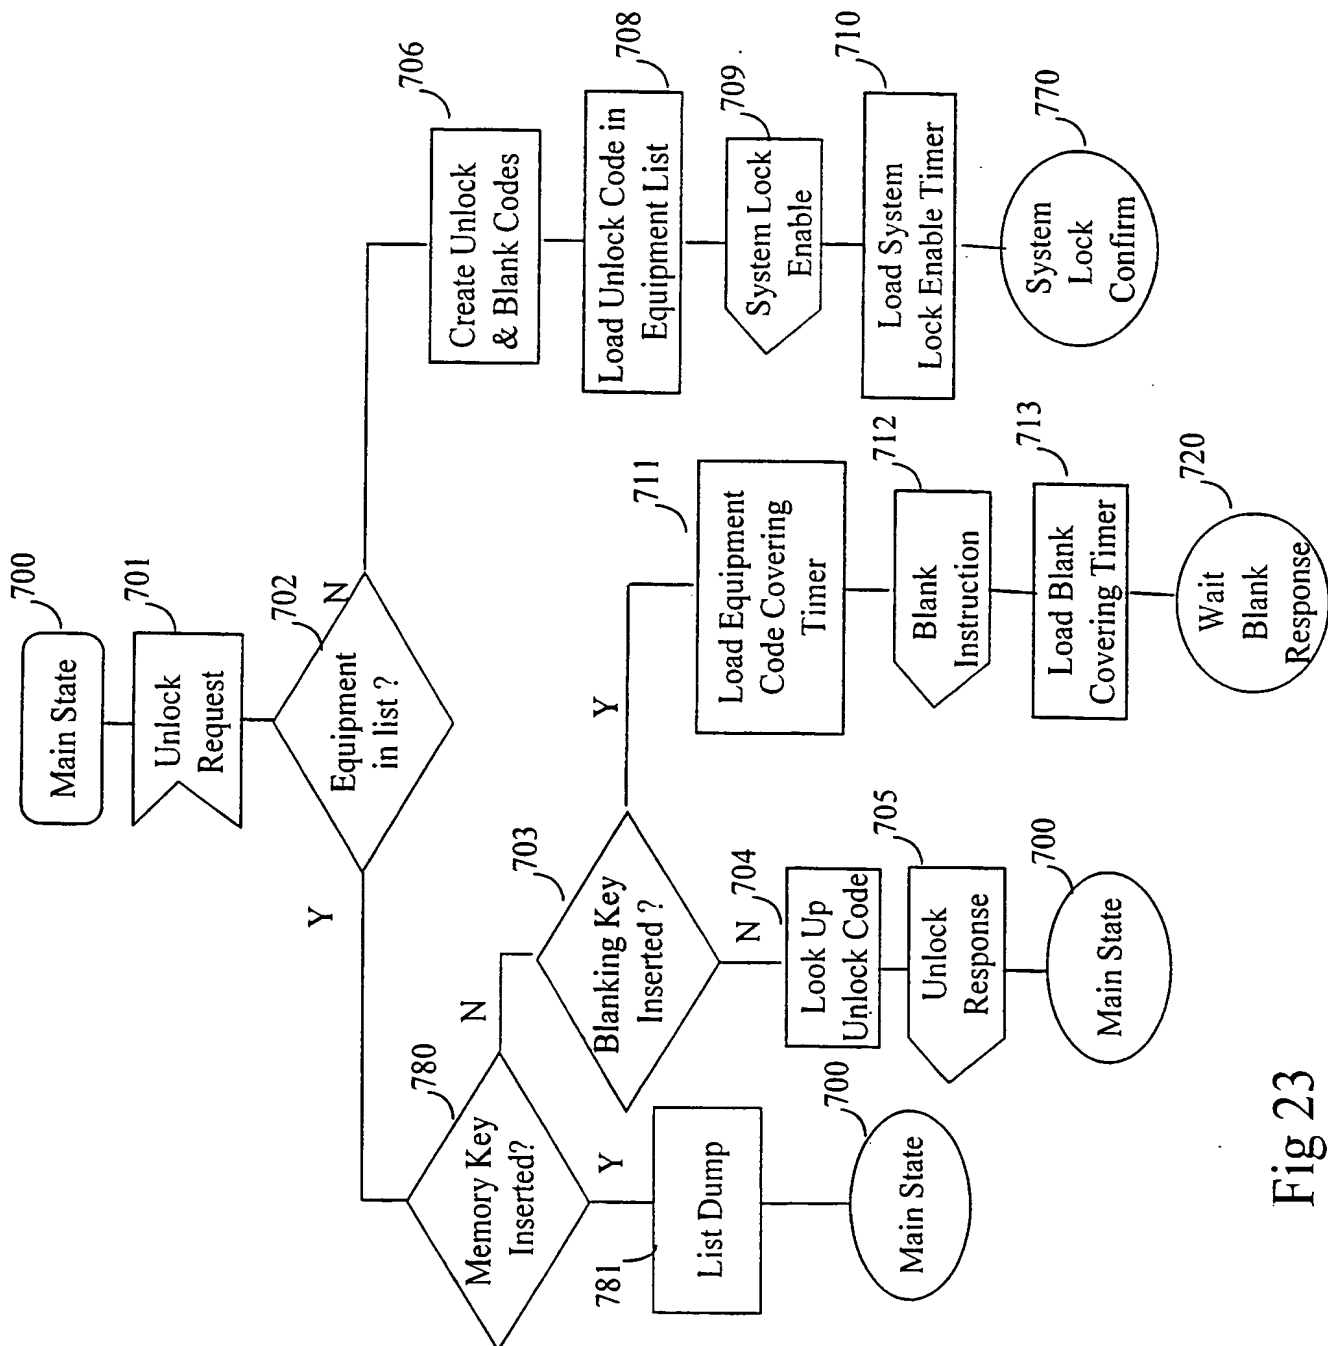 700
Main State
701
Unlock
Request
702
Equipment
in list ?
N
Y
706
Create Unlock
& Blank Codes
708
Load Unlock Code in
Equipment List
709
System Lock
Enable
710
Load System
Lock Enable Timer
770
System
Lock
Confirm
780
Memory Key
Inserted?
N
Y
781
List Dump
700
Main State
703
Blanking Key
Inserted ?
Y
N
704
Look Up
Unlock Code
705
Unlock
Response
700
Main State
711
Load Equipment
Code Covering
Timer
712
Blank
Instruction
713
Load Blank
Covering Timer
720
Wait
Blank
Response
Fig 23